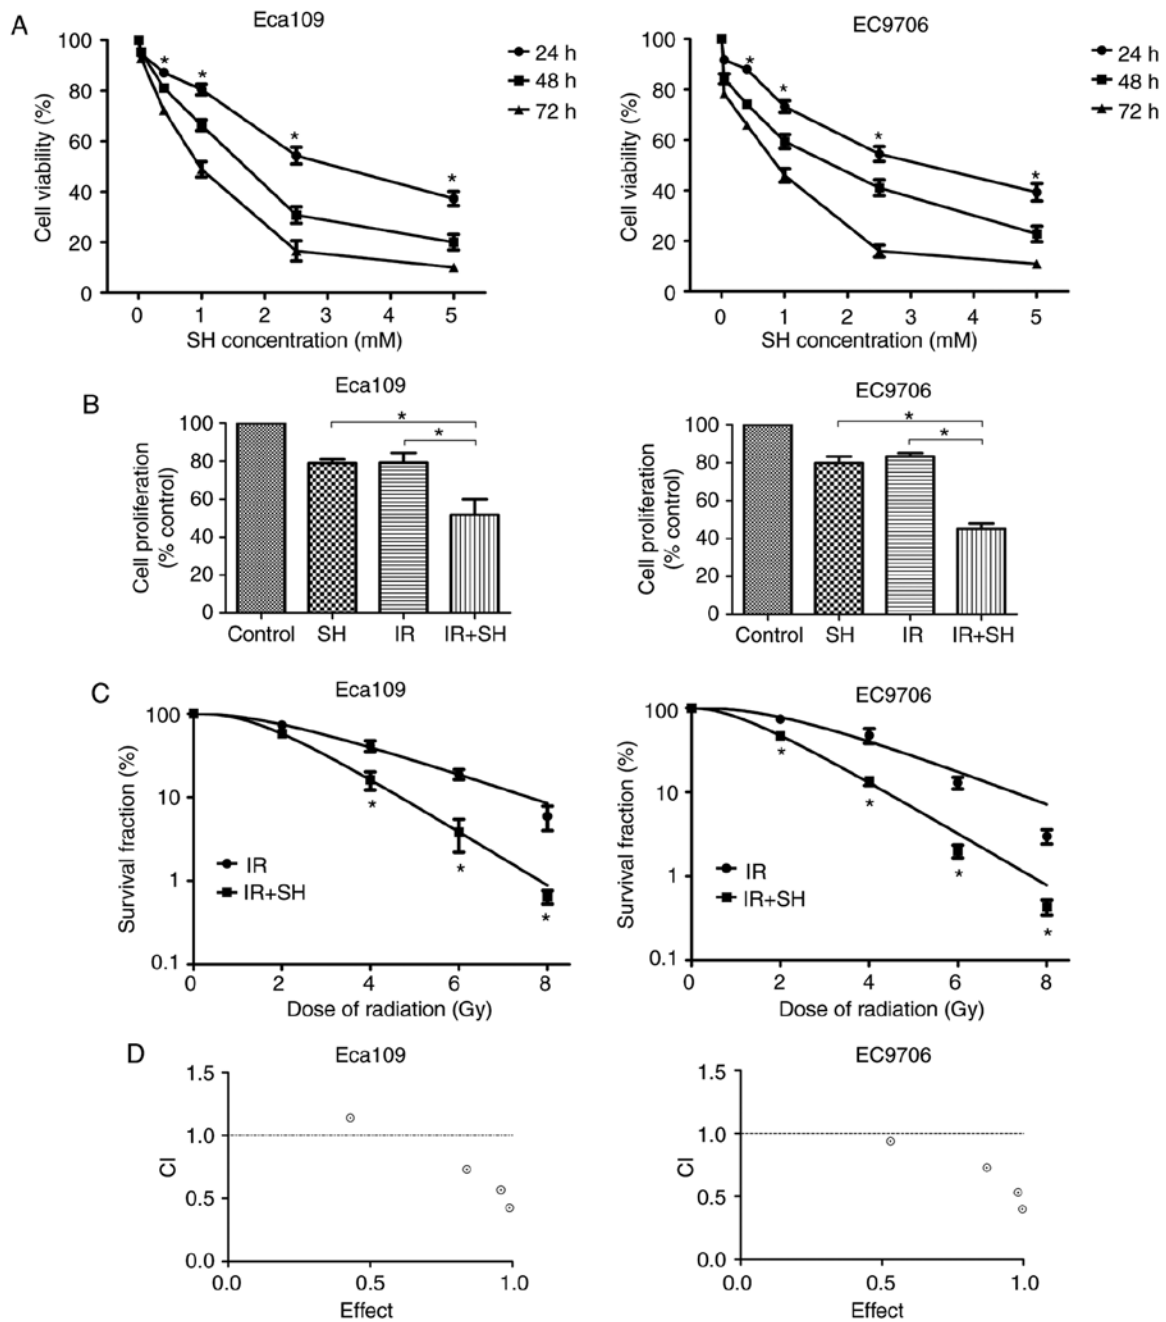 A
Eca109
100
80
60
40
20
0
Cell viability (%)
0 1 2 3 4 5
SH concentration (mM)
24 h
48 h
72 h
* * * *
EC9706
100
80
60
40
20
0
Cell viability (%)
0 1 2 3 4 5
SH concentration (mM)
24 h
48 h
72 h
* * * *
B
Eca109
100
80
60
40
20
0
Cell proliferation
(% control)
*
*
Control SH IR IR+SH
EC9706
100
80
60
40
20
0
Cell proliferation
(% control)
*
*
Control SH IR IR+SH
C
Eca109
100
10
1
0.1
Survival fraction (%)
IR
IR+SH
* * *
0 2 4 6 8
Dose of radiation (Gy)
EC9706
100
10
1
0.1
Survival fraction (%)
IR
IR+SH
* * * *
0 2 4 6 8
Dose of radiation (Gy)
D
Eca109
1.5
1.0
0.5
0.0
CI
0.0 0.5 1.0
Effect
EC9706
1.5
1.0
0.5
0.0
CI
0.0 0.5 1.0
Effect